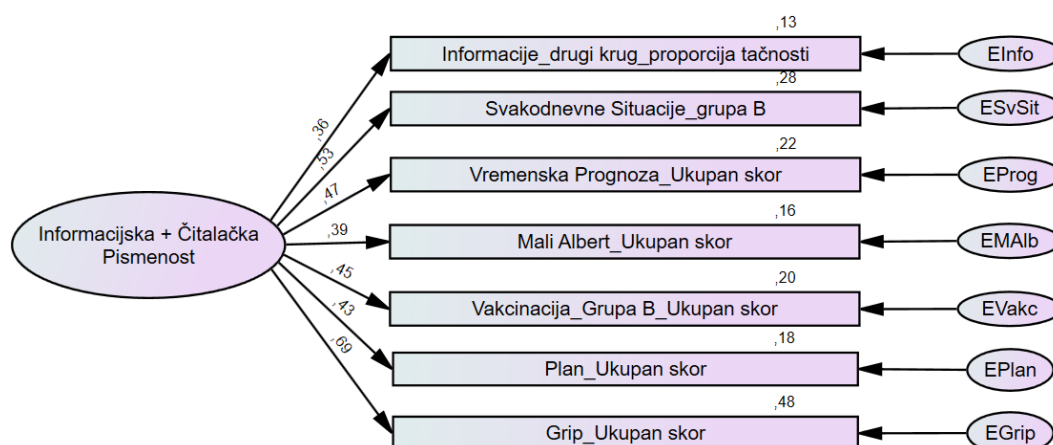 ,13
Informacije_drugi krug_proporcija tačnosti
EInfo
,36
,28
Svakodnevne Situacije_grupa B
ESvSit
,53
,22
Vremenska Prognoza_Ukupan skor
EProg
,47
Informacijska + Čitalačka
Pismenost
,16
Mali Albert_Ukupan skor
EMAlb
,39
,20
Vakcinacija_Grupa B_Ukupan skor
EVakc
,45
,18
Plan_Ukupan skor
EPlan
,43
,48
Grip_Ukupan skor
EGrip
,69